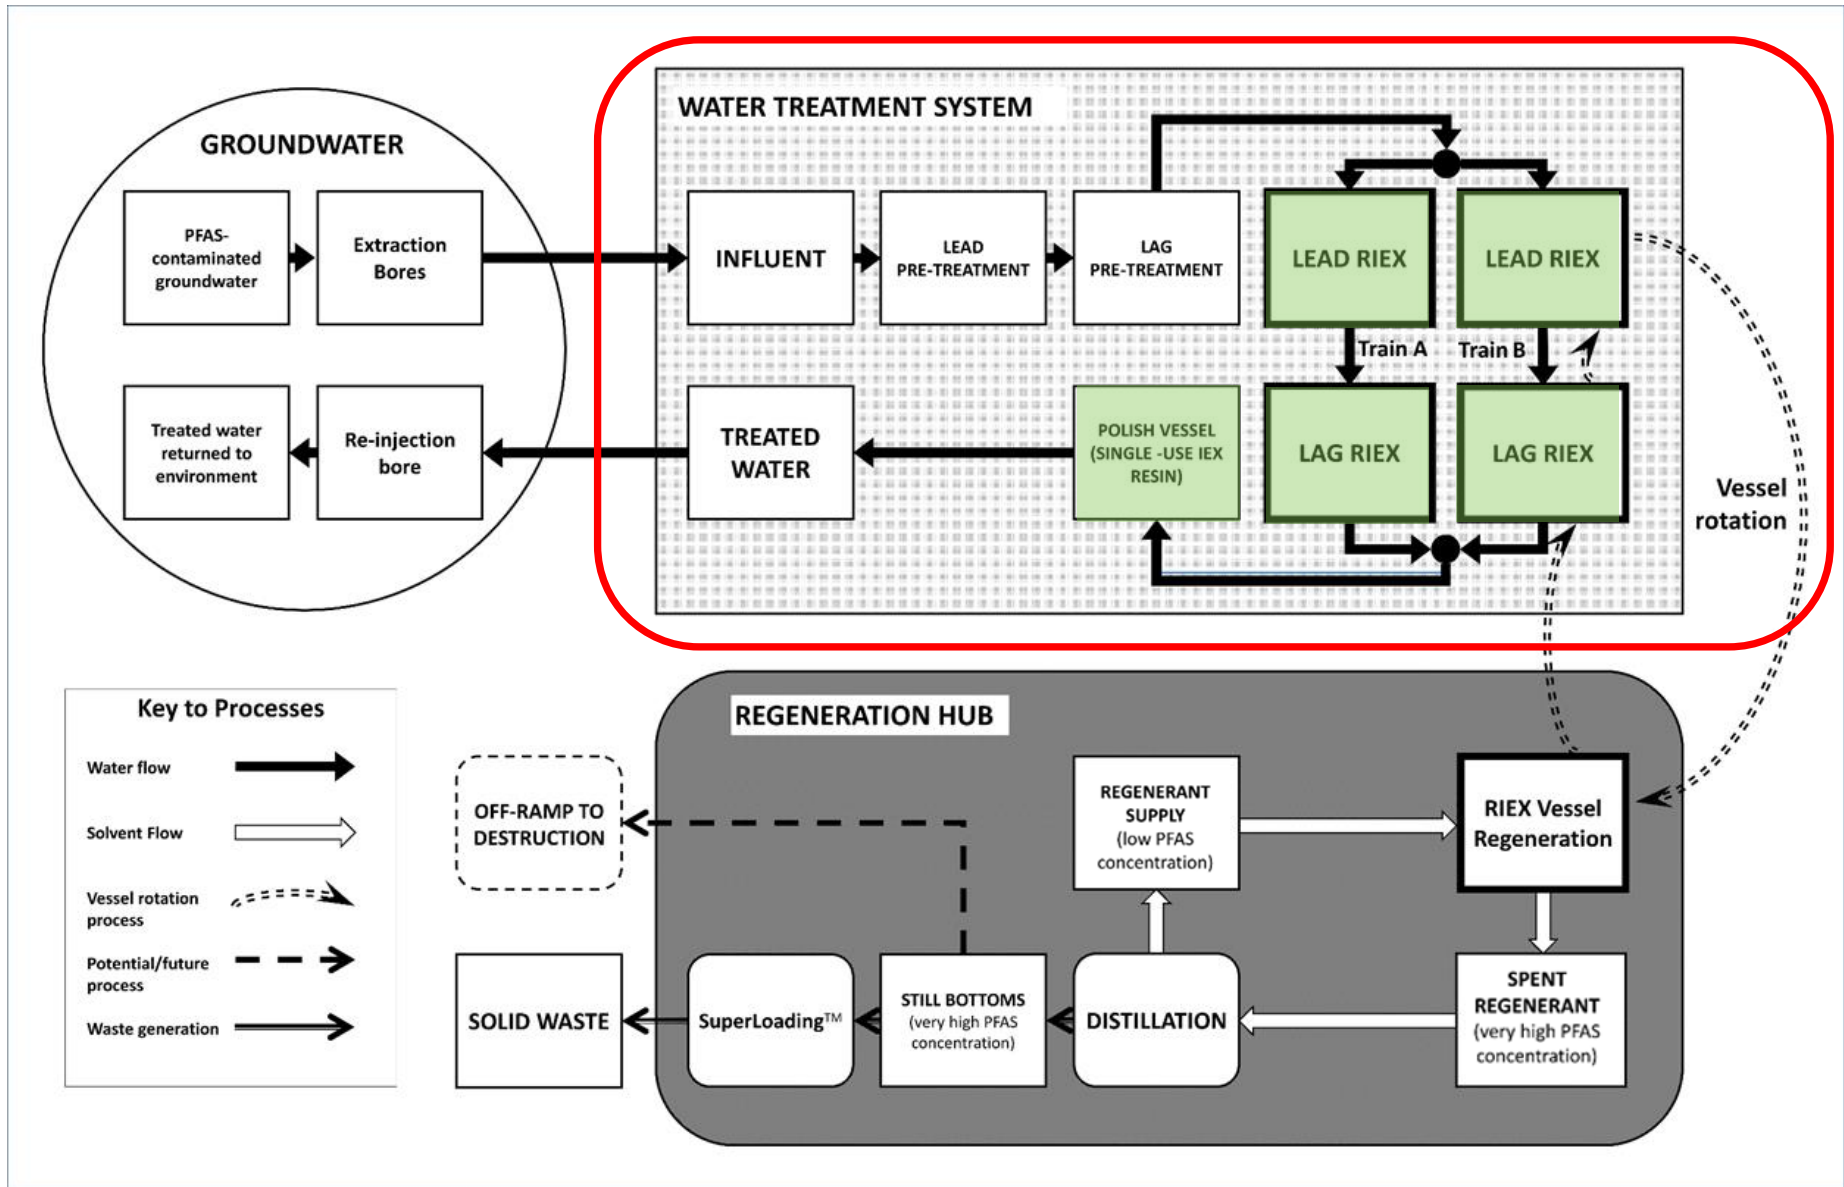 GROUNDWATER
PFAS-
contaminated
groundwater
Extraction
Bores
Treated water
returned to
environment
Re-injection
bore
WATER TREATMENT SYSTEM
INFLUENT
LEAD
PRE-TREATMENT
LAG
PRE-TREATMENT
LEAD RIEX
LEAD RIEX
Train A
Train B
TREATED
WATER
POLISH VESSEL
(SINGLE -USE IEX
RESIN)
LAG RIEX
LAG RIEX
Vessel
rotation
Key to Processes
Water flow
Solvent Flow
Vessel rotation
process
Potential/future
process
Waste generation
REGENERATION HUB
OFF-RAMP TO
DESTRUCTION
REGENERANT
SUPPLY
(low PFAS
concentration)
RIEX Vessel
Regeneration
SOLID WASTE
SuperLoading™
STILL BOTTOMS
(very high PFAS
concentration)
DISTILLATION
SPENT
REGENERANT
(very high PFAS
concentration)